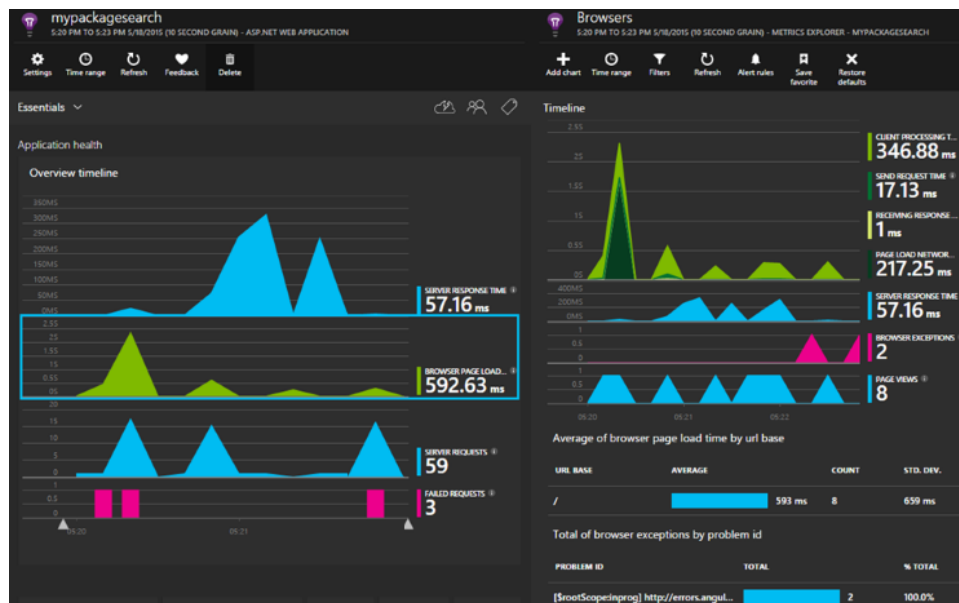 mypackagesearch
5:20 PM TO 5:23 PM 5/18/2015 (10 SECOND GRAIN) - ASP.NET WEB APPLICATION
Settings
Time range
Refresh
Feedback
Delete
Essentials
Application health
Overview timeline
350MS
300MS
250MS
200MS
150MS
100MS
50MS
0MS
SERVER RESPONSE TIME
57.16 ms
2.5S
2S
1.5S
1S
0.5S
0S
BROWSER PAGE LOAD...
592.63 ms
20
15
10
5
0
SERVER REQUESTS
59
1
0.5
0
FAILED REQUESTS
3
05:20
05:21
Browsers
5:20 PM TO 5:23 PM 5/18/2015 (10 SECOND GRAIN) - METRICS EXPLORER - MYPACKAGESEARCH
Add chart
Time range
Filters
Refresh
Alert rules
Save favorite
Restore defaults
Timeline
2.5S
2S
1.5S
1S
0.5S
0S
CLIENT PROCESSING T...
346.88 ms
SEND REQUEST TIME
17.13 ms
RECEIVING RESPONSE...
1 ms
PAGE LOAD NETWOR...
217.25 ms
400MS
200MS
0MS
SERVER RESPONSE TIME
57.16 ms
1
0.5
0
BROWSER EXCEPTIONS
2
1
0.5
0
PAGE VIEWS
8
05:20
05:21
05:22
Average of browser page load time by url base
URL BASE AVERAGE COUNT STD. DEV.
/ 593 ms 8 659 ms
Total of browser exceptions by problem id
PROBLEM ID TOTAL % TOTAL
[$rootScope:inprog] http://errors.angul... 2 100.0%